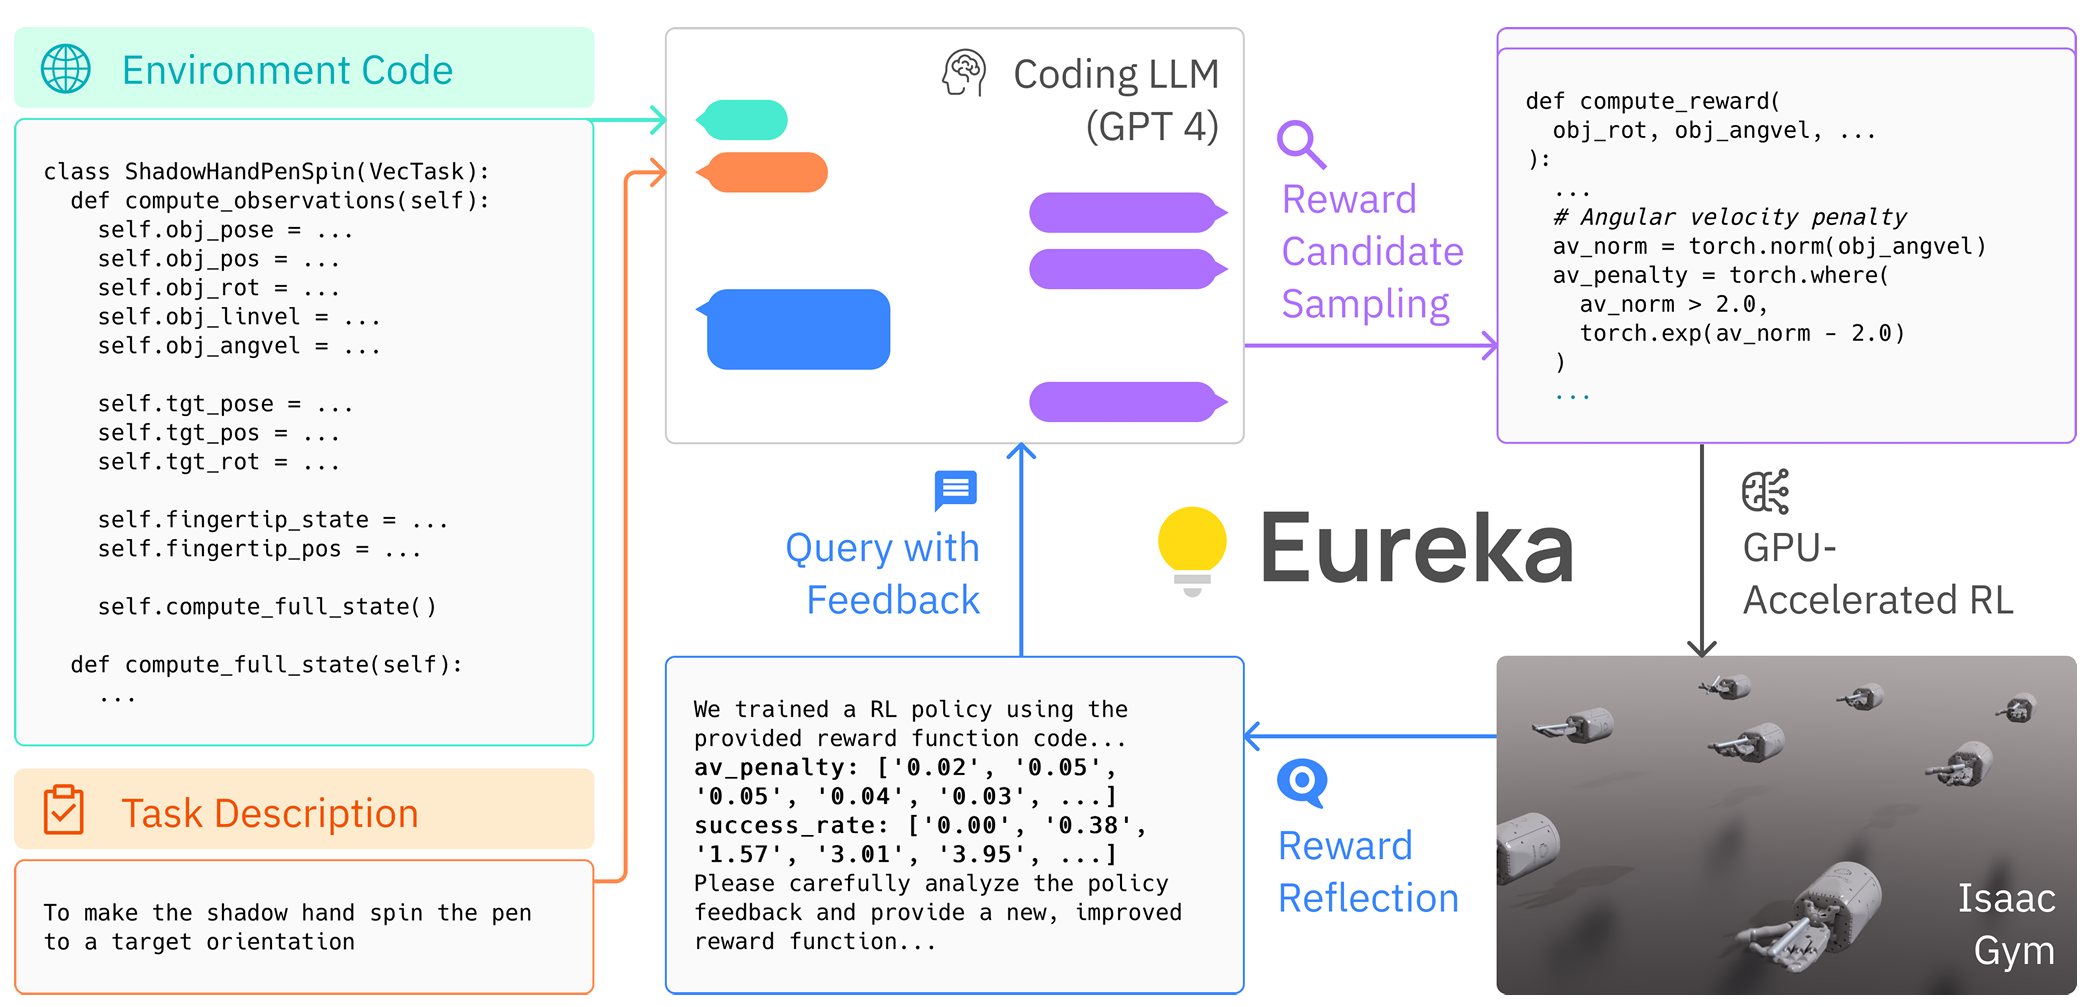 Environment Code
class ShadowHandPenSpin(VecTask):
  def compute_observations(self):
    self.obj_pose = ...
    self.obj_pos = ...
    self.obj_rot = ...
    self.obj_linvel = ...
    self.obj_angvel = ...
    self.tgt_pose = ...
    self.tgt_pos = ...
    self.tgt_rot = ...
    self.fingertip_state = ...
    self.fingertip_pos = ...
    self.compute_full_state()
  def compute_full_state(self):
    ...
Task Description
To make the shadow hand spin the pen
to a target orientation
Coding LLM
(GPT 4)
Reward
Candidate
Sampling
def compute_reward(
  obj_rot, obj_angvel, ...
):
  ...
  # Angular velocity penalty
  av_norm = torch.norm(obj_angvel)
  av_penalty = torch.where(
    av_norm > 2.0,
    torch.exp(av_norm - 2.0)
  )
  ...
Query with
Feedback
Eureka
GPU-
Accelerated RL
We trained a RL policy using the
provided reward function code...
av_penalty: ['0.02', '0.05',
'0.05', '0.04', '0.03', ...]
success_rate: ['0.00', '0.38',
'1.57', '3.01', '3.95', ...]
Please carefully analyze the policy
feedback and provide a new, improved
reward function...
Reward
Reflection
Isaac
Gym